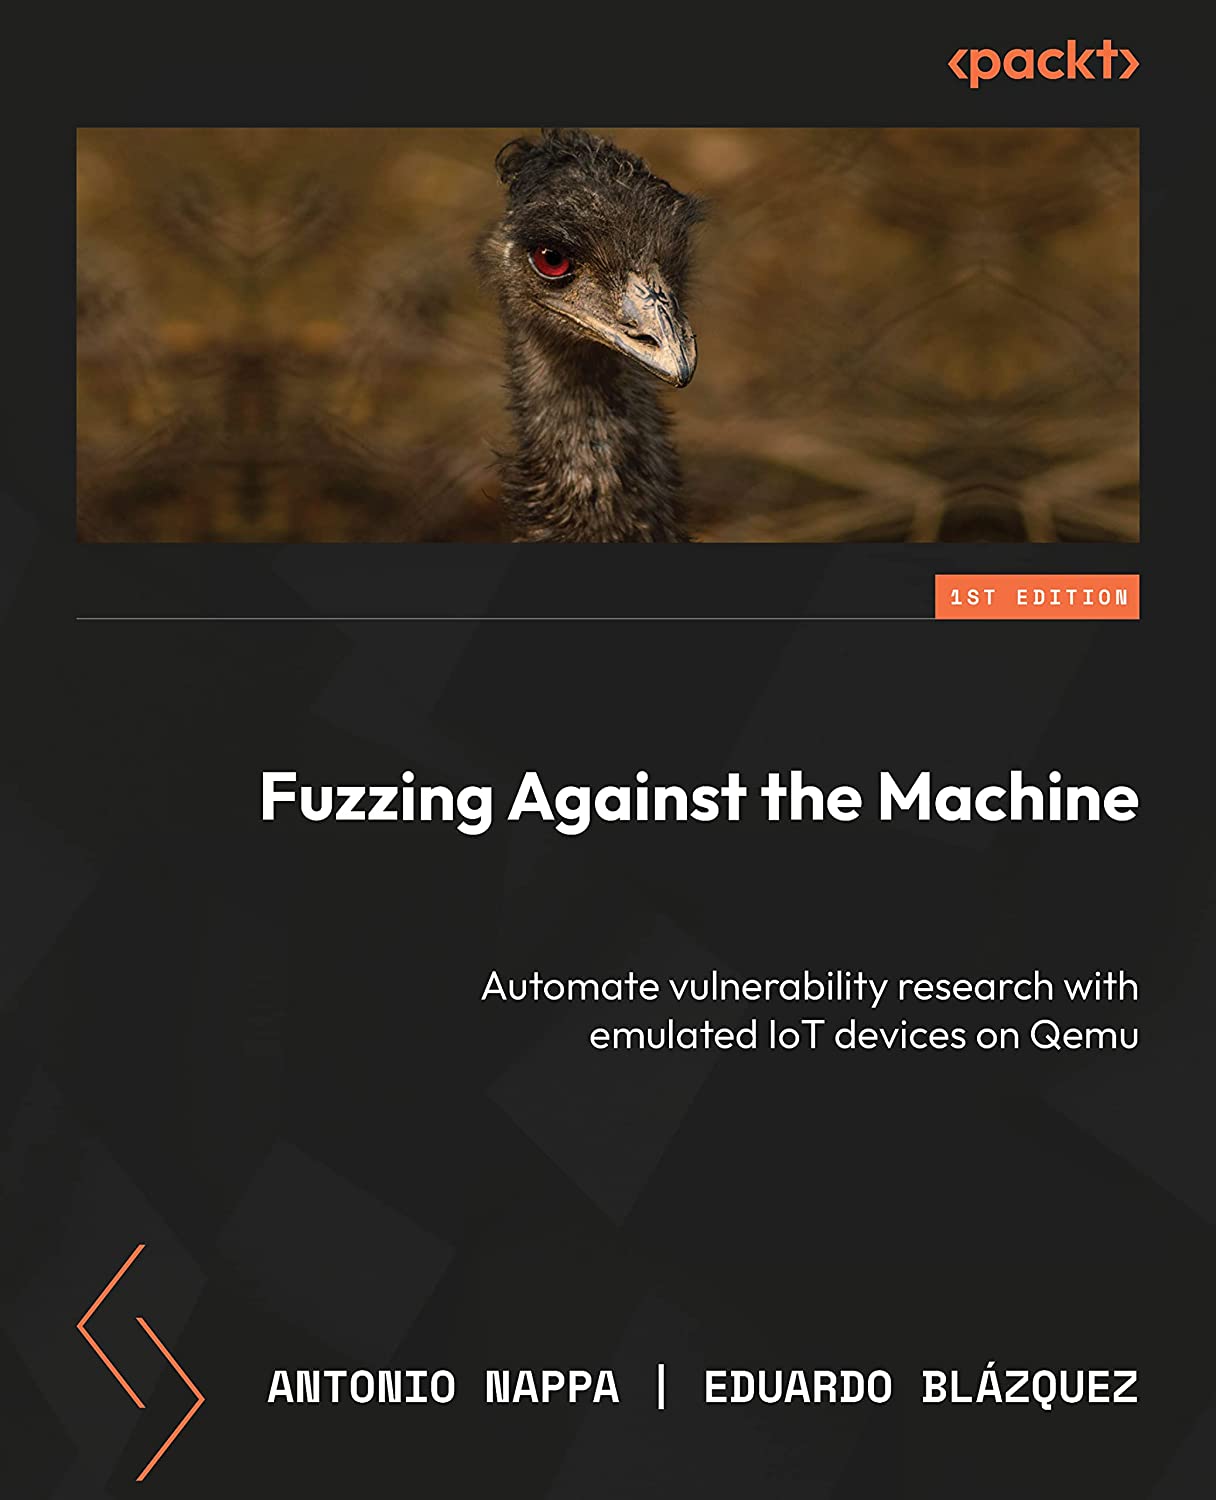 <packt>
1ST EDITION
Fuzzing Against the Machine
Automate vulnerability research with
emulated IoT devices on Qemu
ANTONIO NAPPA | EDUARDO BLÁZQUEZ